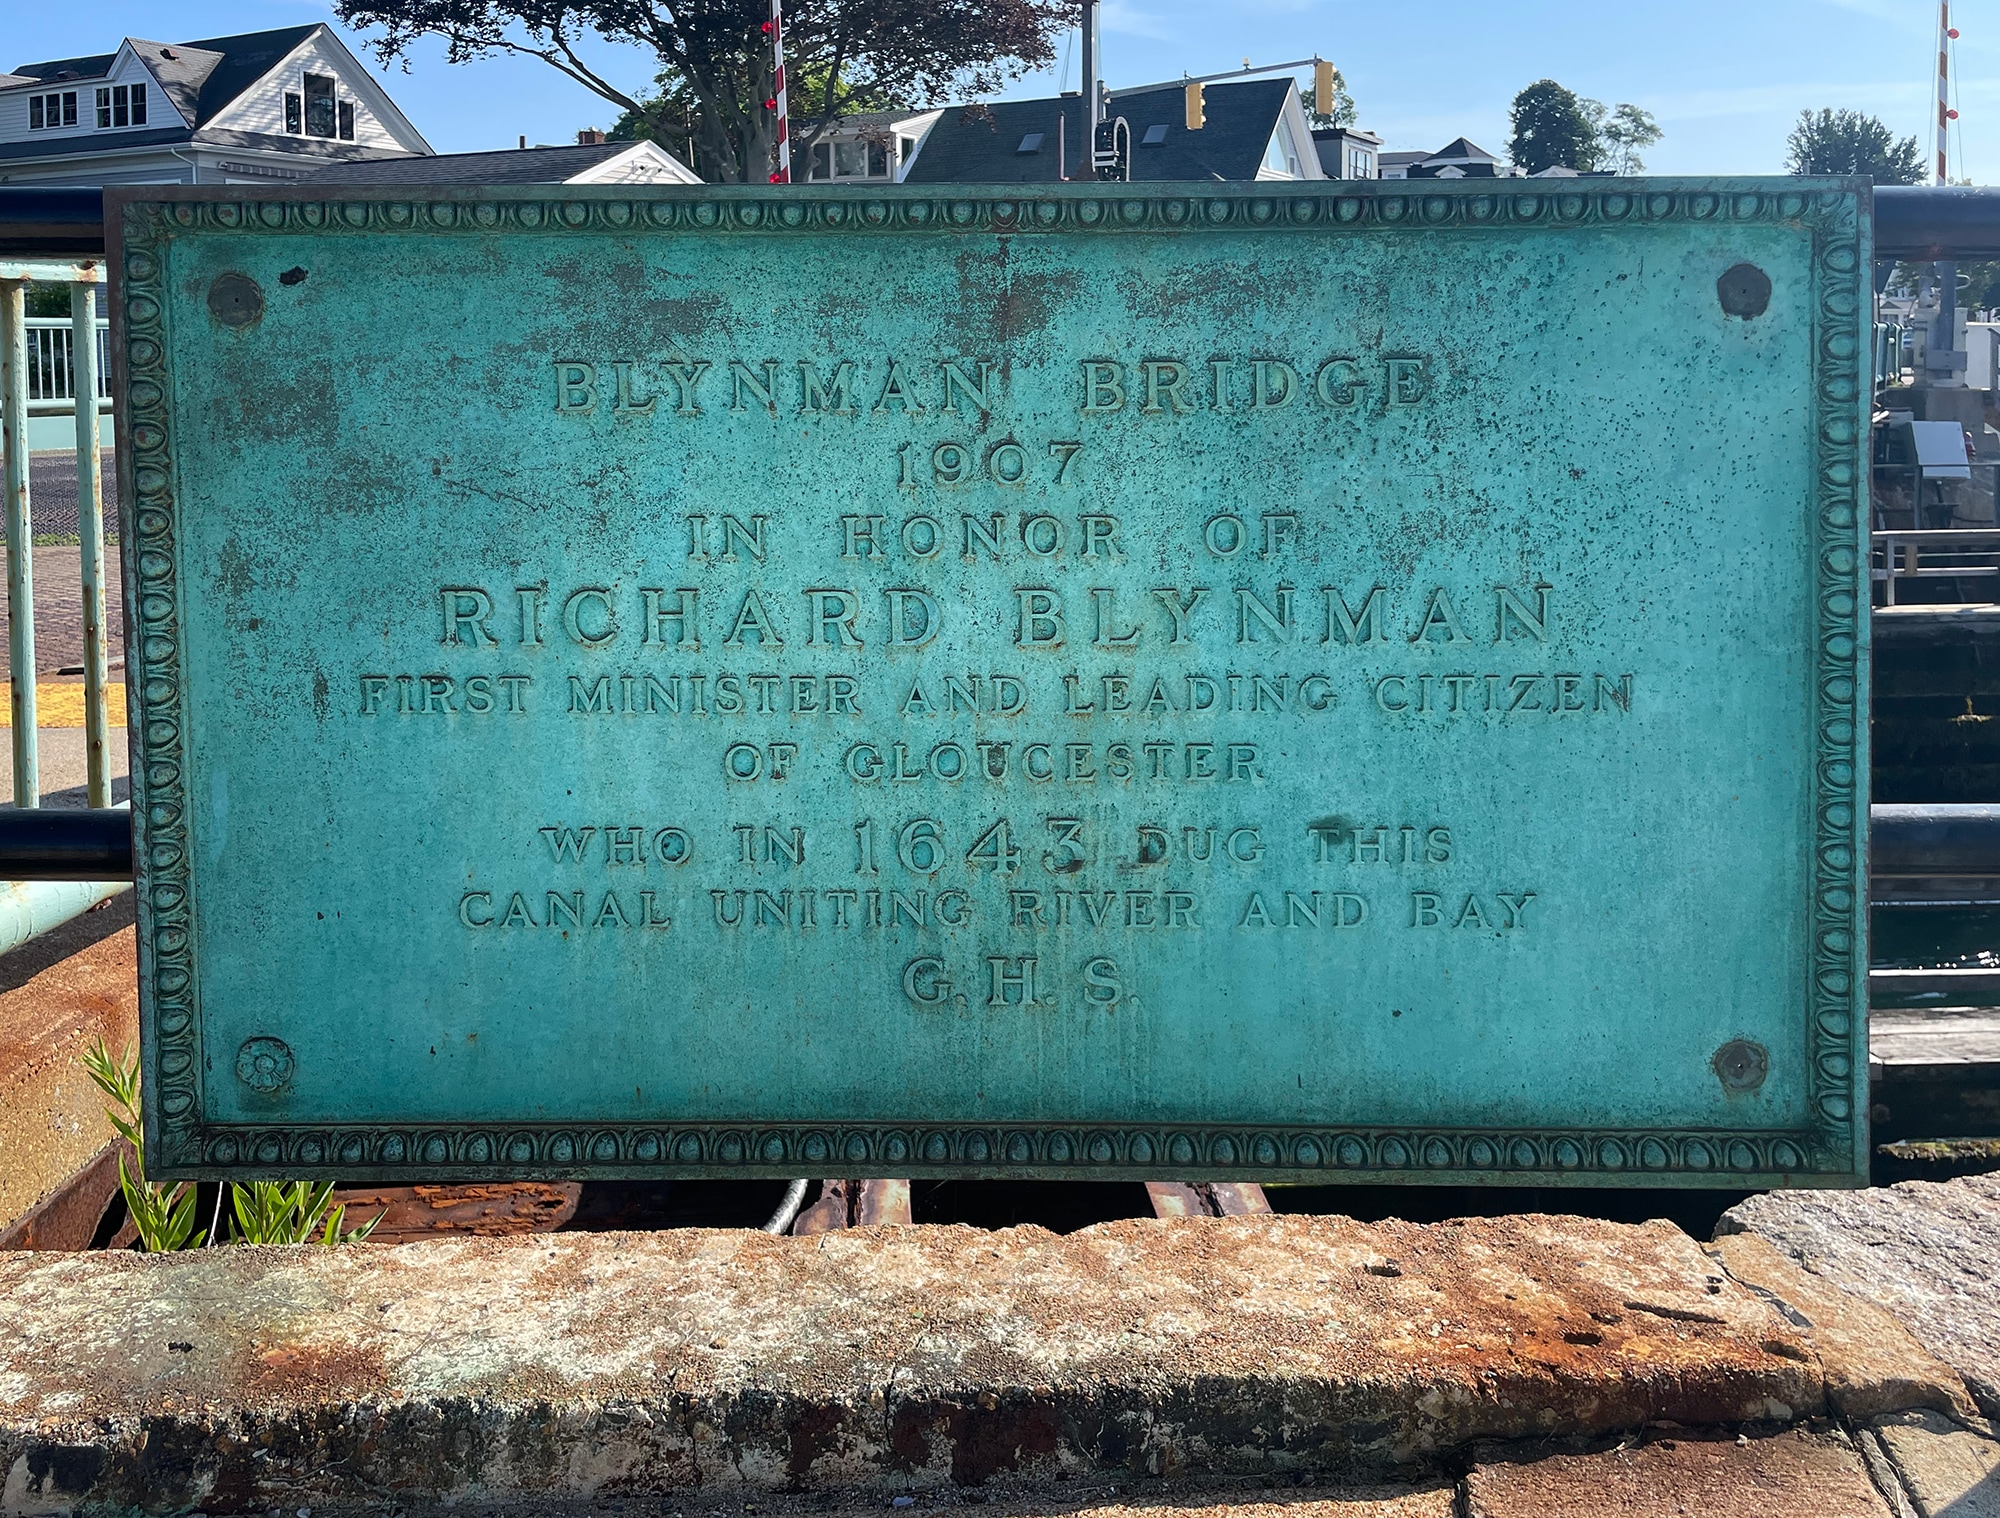 BLYNMAN BRIDGE
1907
IN HONOR OF
RICHARD BLYNMAN
FIRST MINISTER AND LEADING CITIZEN
OF GLOUCESTER
WHO IN 1643 DUG THIS
CANAL UNITING RIVER AND BAY
G. H. S.